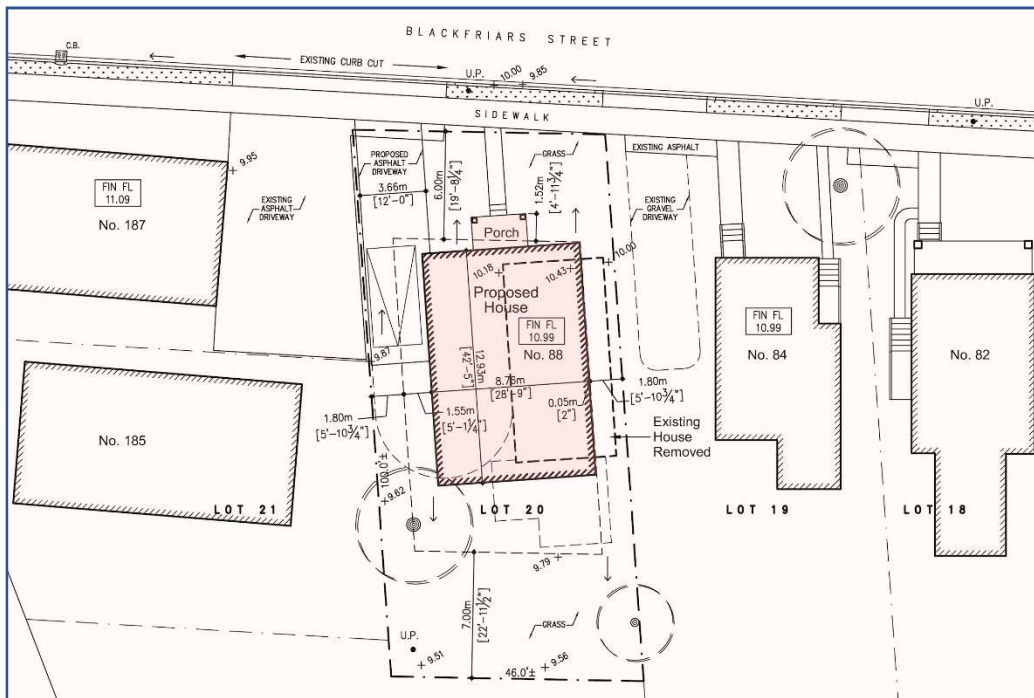 BLACKFRIARS STREET
C.B.
EXISTING CURB CUT
U.P.
10.00
9.85
U.P.
SIDEWALK
9.95
FIN FL
11.09
No. 187
EXISTING
ASPHALT
DRIVEWAY
PROPOSED
ASPHALT
DRIVEWAY
3.66m
[12'-0"]
6.00m
[19'-8¼"]
GRASS
1.52m
[4'-11¾"]
EXISTING ASPHALT
EXISTING
GRAVEL
DRIVEWAY
Porch
10.18
10.43
10.00
Proposed
House
FIN FL
10.99
No. 88
FIN FL
10.99
No. 84
No. 82
9.87
12.93m
[42'-5"]
8.76m
[28'-9"]
1.80m
[5'-10¾"]
0.05m
[2"]
1.80m
[5'-10¾"]
1.55m
[5'-1¼"]
Existing
House
Removed
No. 185
100.0'±
9.62
LOT 21
LOT 20
LOT 19
LOT 18
9.79
7.00m
[22'-11½"]
GRASS
U.P.
9.51
46.0'±
9.56